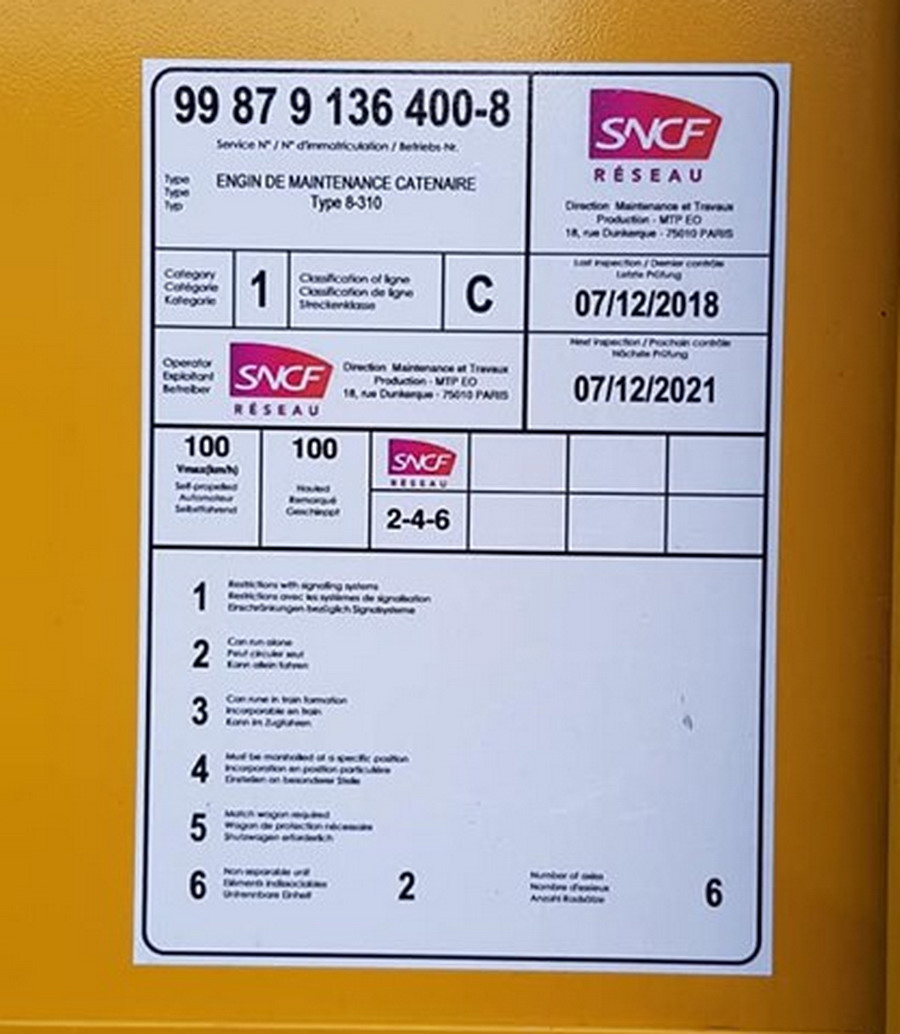 99 87 9 136 400-8
Service N° / N° d'immatriculation / Betriebs-Nr.
Type
Type
Typ
ENGIN DE MAINTENANCE CATENAIRE
Type 8-310
SNCF
RÉSEAU
Direction Maintenance et Travaux
Production - MTP EO
18, rue Dunkerque - 75010 PARIS
Category
Catégorie
Kategorie
1
Classification of ligne
Classification de ligne
Streckenklasse
C
Last inspection / Dernier contrôle
Letzte Prüfung
07/12/2018
Operator
Exploitant
Betreiber
SNCF
RÉSEAU
Direction Maintenance et Travaux
Production - MTP EO
18, rue Dunkerque - 75010 PARIS
Next inspection / Prochain contrôle
Nächste Prüfung
07/12/2021
100
Vmax(km/h)
Self-propelled
Automoteur
Selbstfahrend
100
Hauled
Remorqué
Geschleppt
SNCF
RÉSEAU
2-4-6
1
Restrictions with signalling systems
Restrictions avec les systèmes de signalisation
Einschränkungen bezüglich Signalsysteme
2
Can run alone
Peut circuler seul
Kann allein fahren
3
Can runs in train formation
Incorporable en train
Kann im Zugfahren
4
Must be marshalled at a specific position
Incorporation en position particulière
Einstellen an besonderer Stelle
5
Match wagon required
Wagon de protection nécessaire
Shutzwagen erforderlich
6
Non separable unit
Eléments indissociables
Untrennbare Einheit
2
Number of axles
Nombre d'essieux
Anzahl Radsätze
6